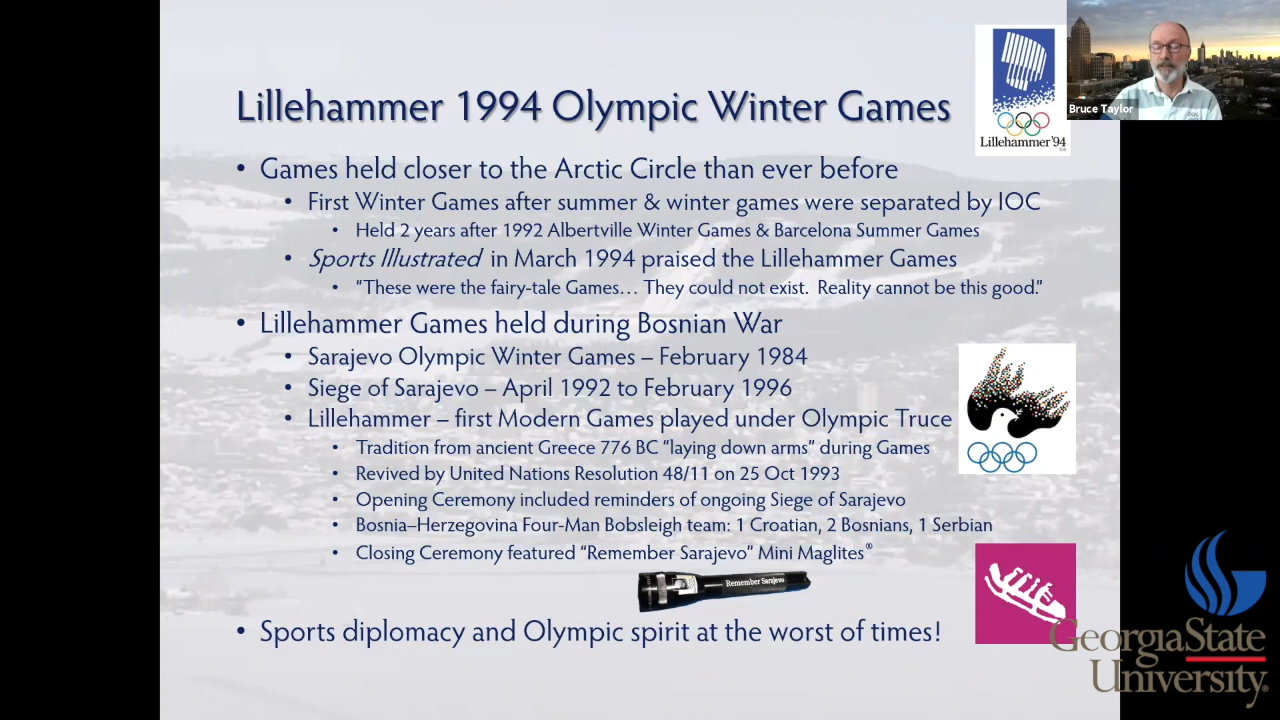 Lillehammer 1994 Olympic Winter Games
Lillehammer'94
Bruce Taylor
• Games held closer to the Arctic Circle than ever before
• First Winter Games after summer & winter games were separated by IOC
• Held 2 years after 1992 Albertville Winter Games & Barcelona Summer Games
• Sports Illustrated in March 1994 praised the Lillehammer Games
• “These were the fairy-tale Games… They could not exist. Reality cannot be this good.”
• Lillehammer Games held during Bosnian War
• Sarajevo Olympic Winter Games – February 1984
• Siege of Sarajevo – April 1992 to February 1996
• Lillehammer – first Modern Games played under Olympic Truce
• Tradition from ancient Greece 776 BC “laying down arms” during Games
• Revived by United Nations Resolution 48/11 on 25 Oct 1993
• Opening Ceremony included reminders of ongoing Siege of Sarajevo
• Bosnia–Herzegovina Four-Man Bobsleigh team: 1 Croatian, 2 Bosnians, 1 Serbian
• Closing Ceremony featured “Remember Sarajevo” Mini Maglites®
Remember Sarajevo
• Sports diplomacy and Olympic spirit at the worst of times!
GeorgiaState
University.